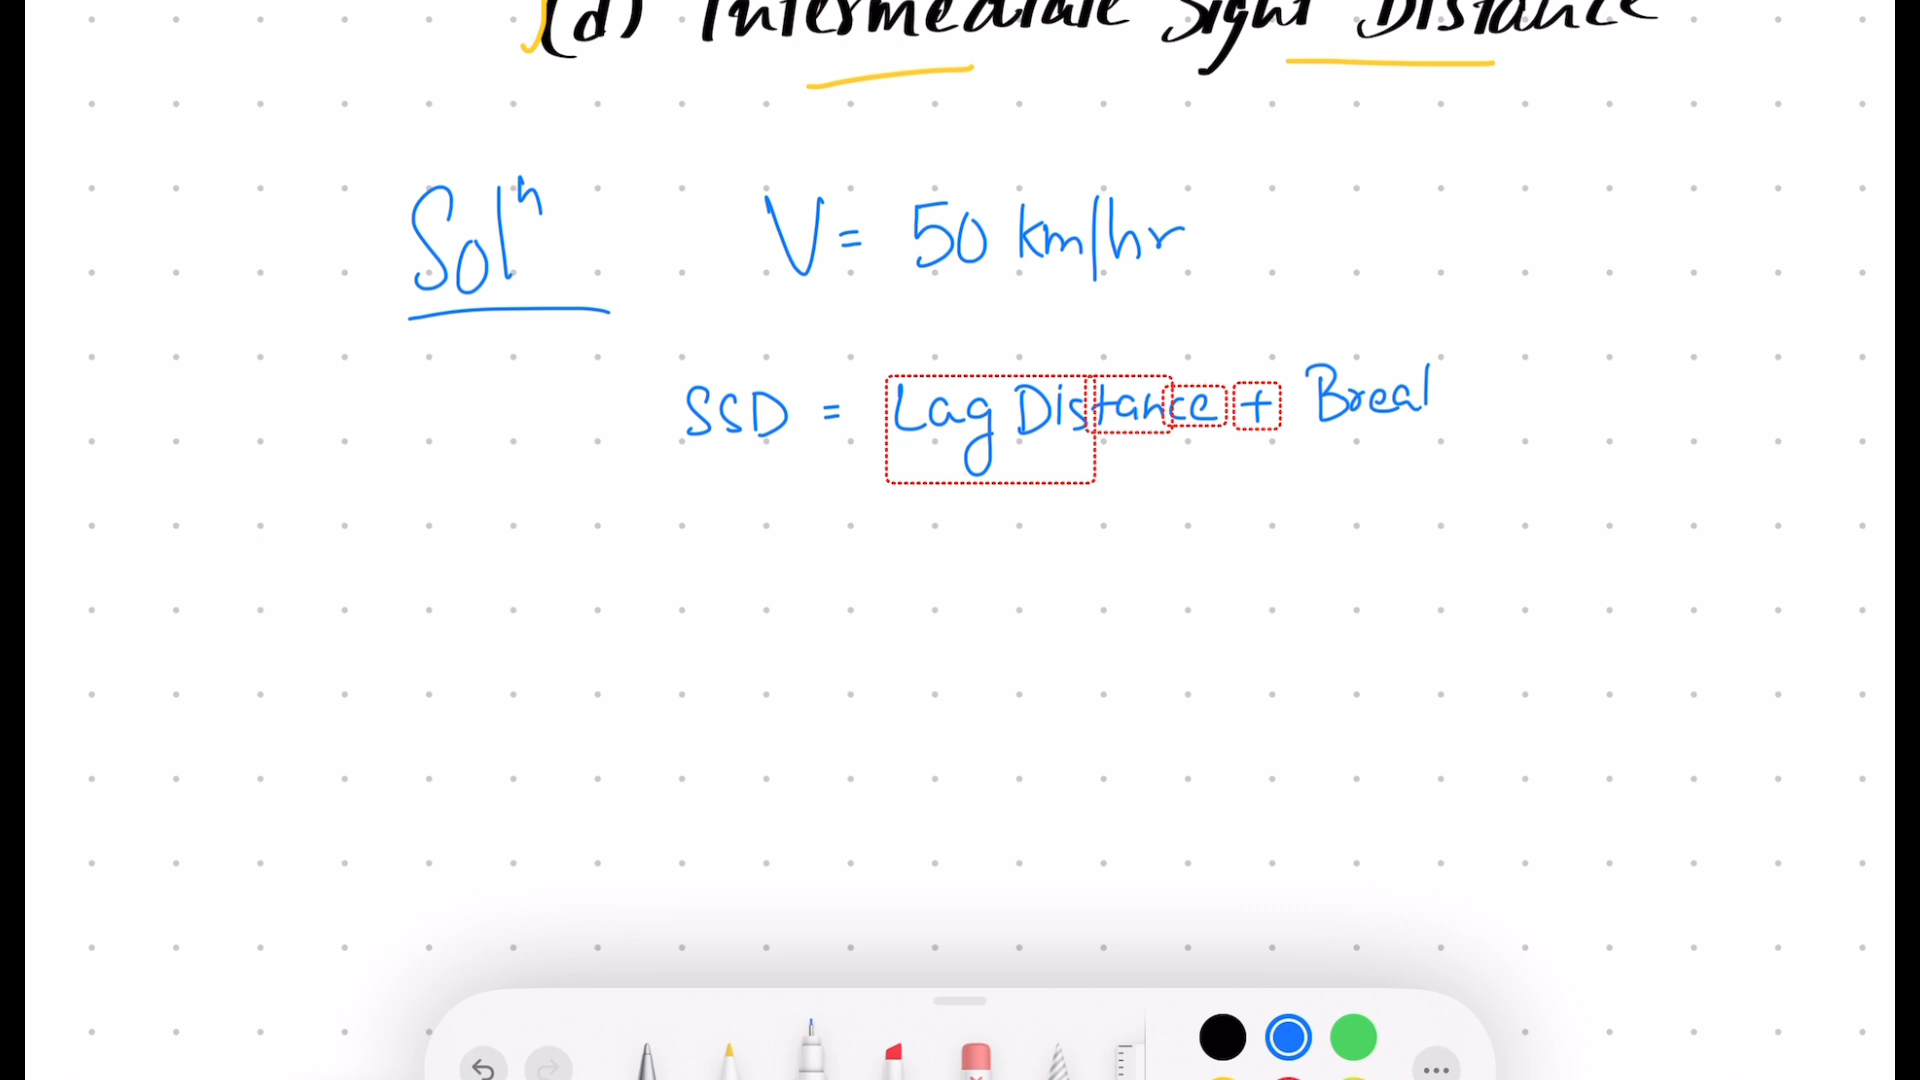 (d) Intermediate Sight Distance
Solⁿ V = 50 km/hr
SSD = Lag Distance + Breal